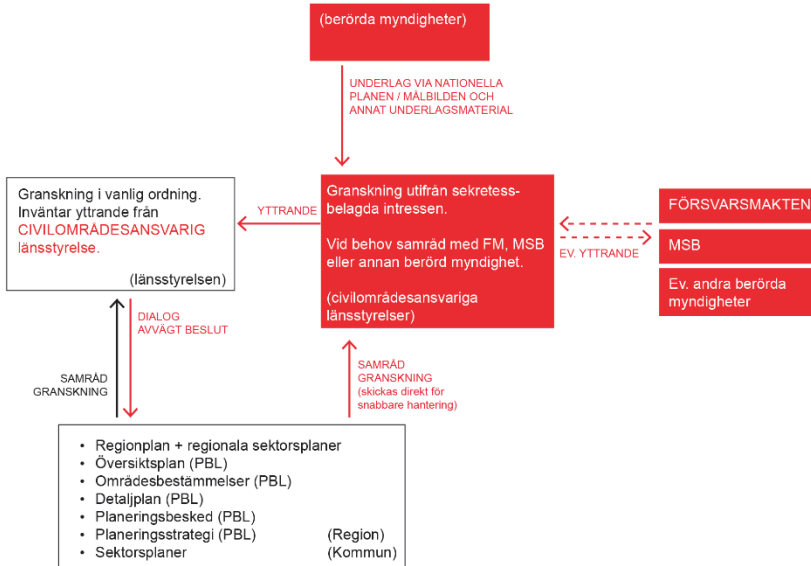 (berörda myndigheter)
UNDERLAG VIA NATIONELLA
PLANEN / MÅLBILDEN OCH
ANNAT UNDERLAGSMATERIAL
Granskning i vanlig ordning.
Inväntar yttrande från
CIVILOMRÅDESANSVARIG
länsstyrelse.
(länsstyrelsen)
YTTRANDE
Granskning utifrån sekretess-
belagda intressen.
Vid behov samråd med FM, MSB
eller annan berörd myndighet.
(civilområdesansvariga
länsstyrelser)
EV. YTTRANDE
FÖRSVARSMAKTEN
MSB
Ev. andra berörda
myndigheter
SAMRÅD
GRANSKNING
DIALOG
AVVÄGT BESLUT
SAMRÅD
GRANSKNING
(skickas direkt för
snabbare hantering)
• Regionplan + regionala sektorsplaner
• Översiktsplan (PBL)
• Områdesbestämmelser (PBL)
• Detaljplan (PBL)
• Planeringsbesked (PBL)
• Planeringsstrategi (PBL) (Region)
• Sektorsplaner (Kommun)